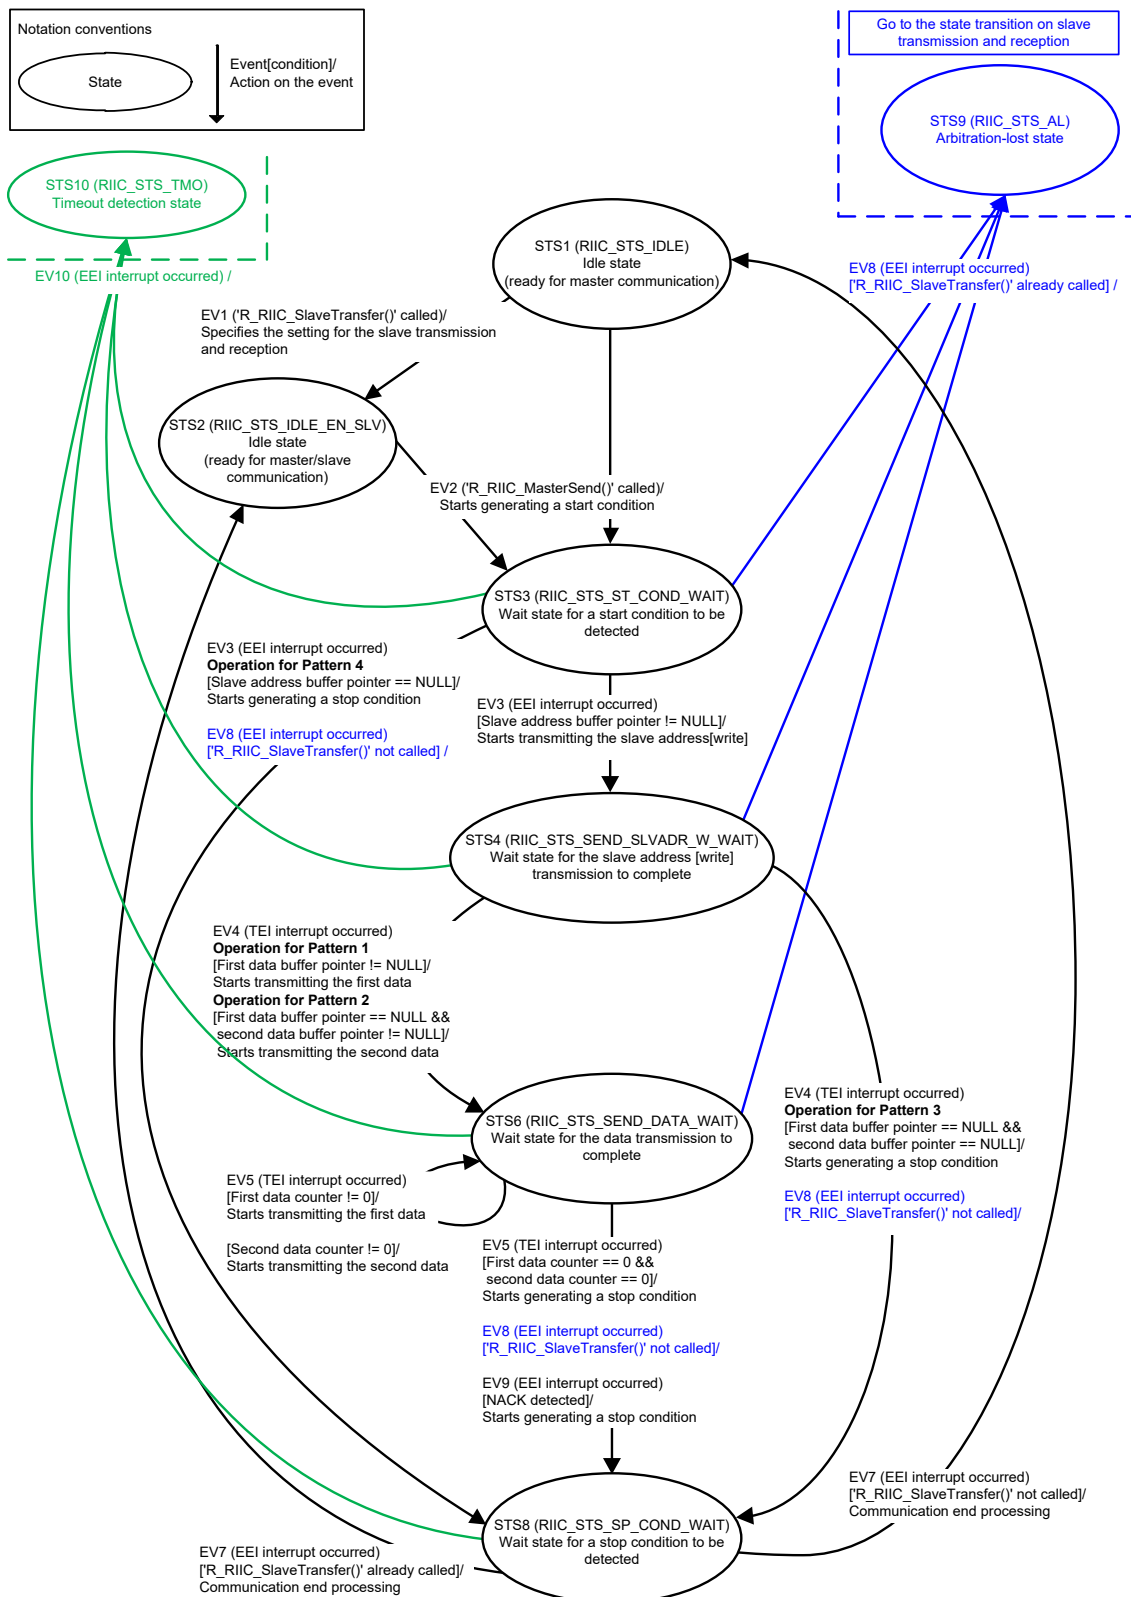 Notation conventions
State
Event[condition]/
Action on the event
Go to the state transition on slave
transmission and reception
STS9 (RIIC_STS_AL)
Arbitration-lost state
STS10 (RIIC_STS_TMO)
Timeout detection state
EV10 (EEI interrupt occurred) /
STS1 (RIIC_STS_IDLE)
Idle state
(ready for master communication)
EV8 (EEI interrupt occurred)
['R_RIIC_SlaveTransfer()' already called] /
EV1 ('R_RIIC_SlaveTransfer()' called)/
Specifies the setting for the slave transmission
and reception
STS2 (RIIC_STS_IDLE_EN_SLV)
Idle state
(ready for master/slave
communication)
EV2 ('R_RIIC_MasterSend()' called)/
Starts generating a start condition
STS3 (RIIC_STS_ST_COND_WAIT)
Wait state for a start condition to be
detected
EV3 (EEI interrupt occurred)
Operation for Pattern 4
[Slave address buffer pointer == NULL]/
Starts generating a stop condition
EV8 (EEI interrupt occurred)
['R_RIIC_SlaveTransfer()' not called] /
EV3 (EEI interrupt occurred)
[Slave address buffer pointer != NULL]/
Starts transmitting the slave address[write]
STS4 (RIIC_STS_SEND_SLVADR_W_WAIT)
Wait state for the slave address [write]
transmission to complete
EV4 (TEI interrupt occurred)
Operation for Pattern 1
[First data buffer pointer != NULL]/
Starts transmitting the first data
Operation for Pattern 2
[First data buffer pointer == NULL &&
second data buffer pointer != NULL]/
Starts transmitting the second data
EV4 (TEI interrupt occurred)
Operation for Pattern 3
[First data buffer pointer == NULL &&
second data buffer pointer == NULL]/
Starts generating a stop condition
EV8 (EEI interrupt occurred)
['R_RIIC_SlaveTransfer()' not called]/
STS6 (RIIC_STS_SEND_DATA_WAIT)
Wait state for the data transmission to
complete
EV5 (TEI interrupt occurred)
[First data counter != 0]/
Starts transmitting the first data
[Second data counter != 0]/
Starts transmitting the second data
EV5 (TEI interrupt occurred)
[First data counter == 0 &&
second data counter == 0]/
Starts generating a stop condition
EV8 (EEI interrupt occurred)
['R_RIIC_SlaveTransfer()' not called]/
EV9 (EEI interrupt occurred)
[NACK detected]/
Starts generating a stop condition
EV7 (EEI interrupt occurred)
['R_RIIC_SlaveTransfer()' not called]/
Communication end processing
STS8 (RIIC_STS_SP_COND_WAIT)
Wait state for a stop condition to be
detected
EV7 (EEI interrupt occurred)
['R_RIIC_SlaveTransfer()' already called]/
Communication end processing